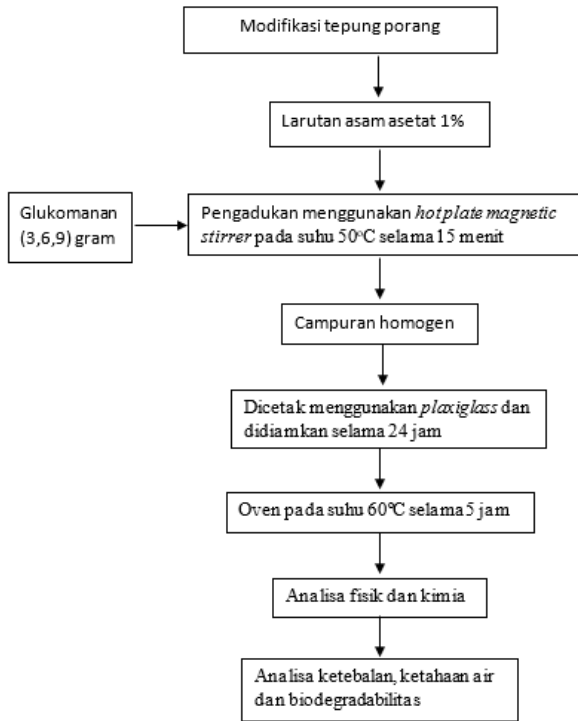 Modifikasi tepung porang
Larutan asam asetat 1%
Glukomanan
(3,6,9) gram
Pengadukan menggunakan hotplate magnetic
stirrer pada suhu 50°C selama 15 menit
Campuran homogen
Dicetak menggunakan plaxiglass dan
didiamkan selama 24 jam
Oven pada suhu 60°C selama 5 jam
Analisa fisik dan kimia
Analisa ketebalan, ketahaan air
dan biodegradabilitas